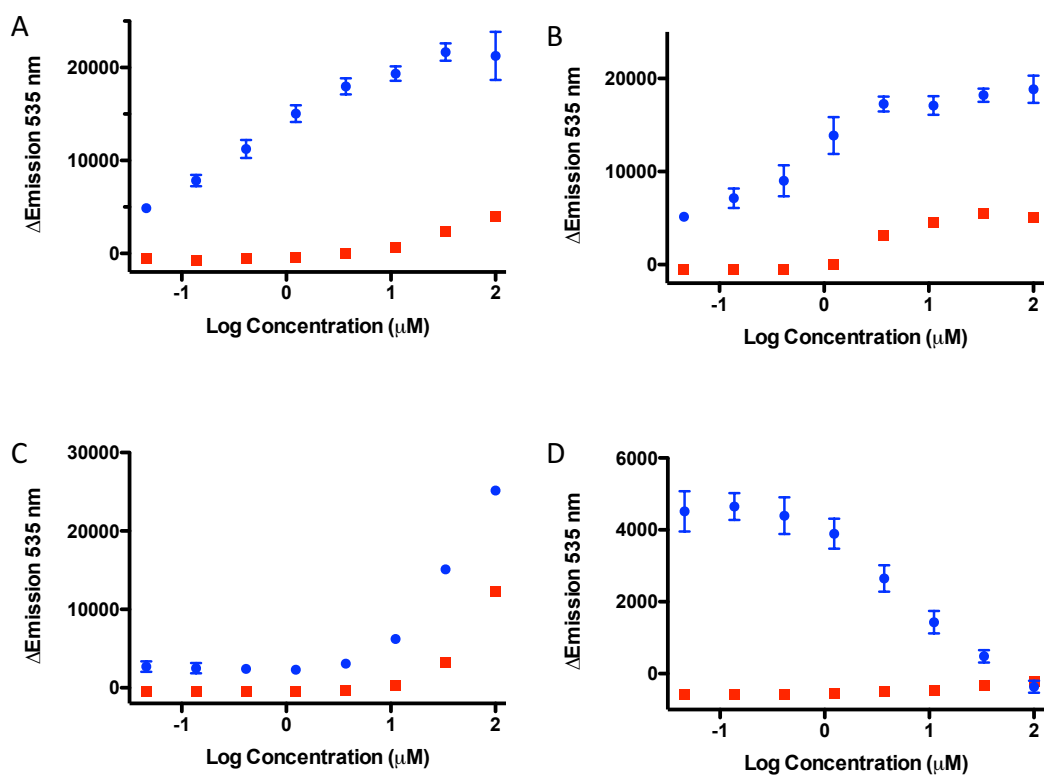 A
ΔEmission 535 nm
20000
10000
0
-1 0 1 2
Log Concentration (μM)
B
ΔEmission 535 nm
20000
10000
0
-1 0 1 2
Log Concentration (μM)
C
ΔEmission 535 nm
30000
20000
10000
0
-1 0 1 2
Log Concentration (μM)
D
ΔEmission 535 nm
6000
4000
2000
0
-1 0 1 2
Log Concentration (μM)